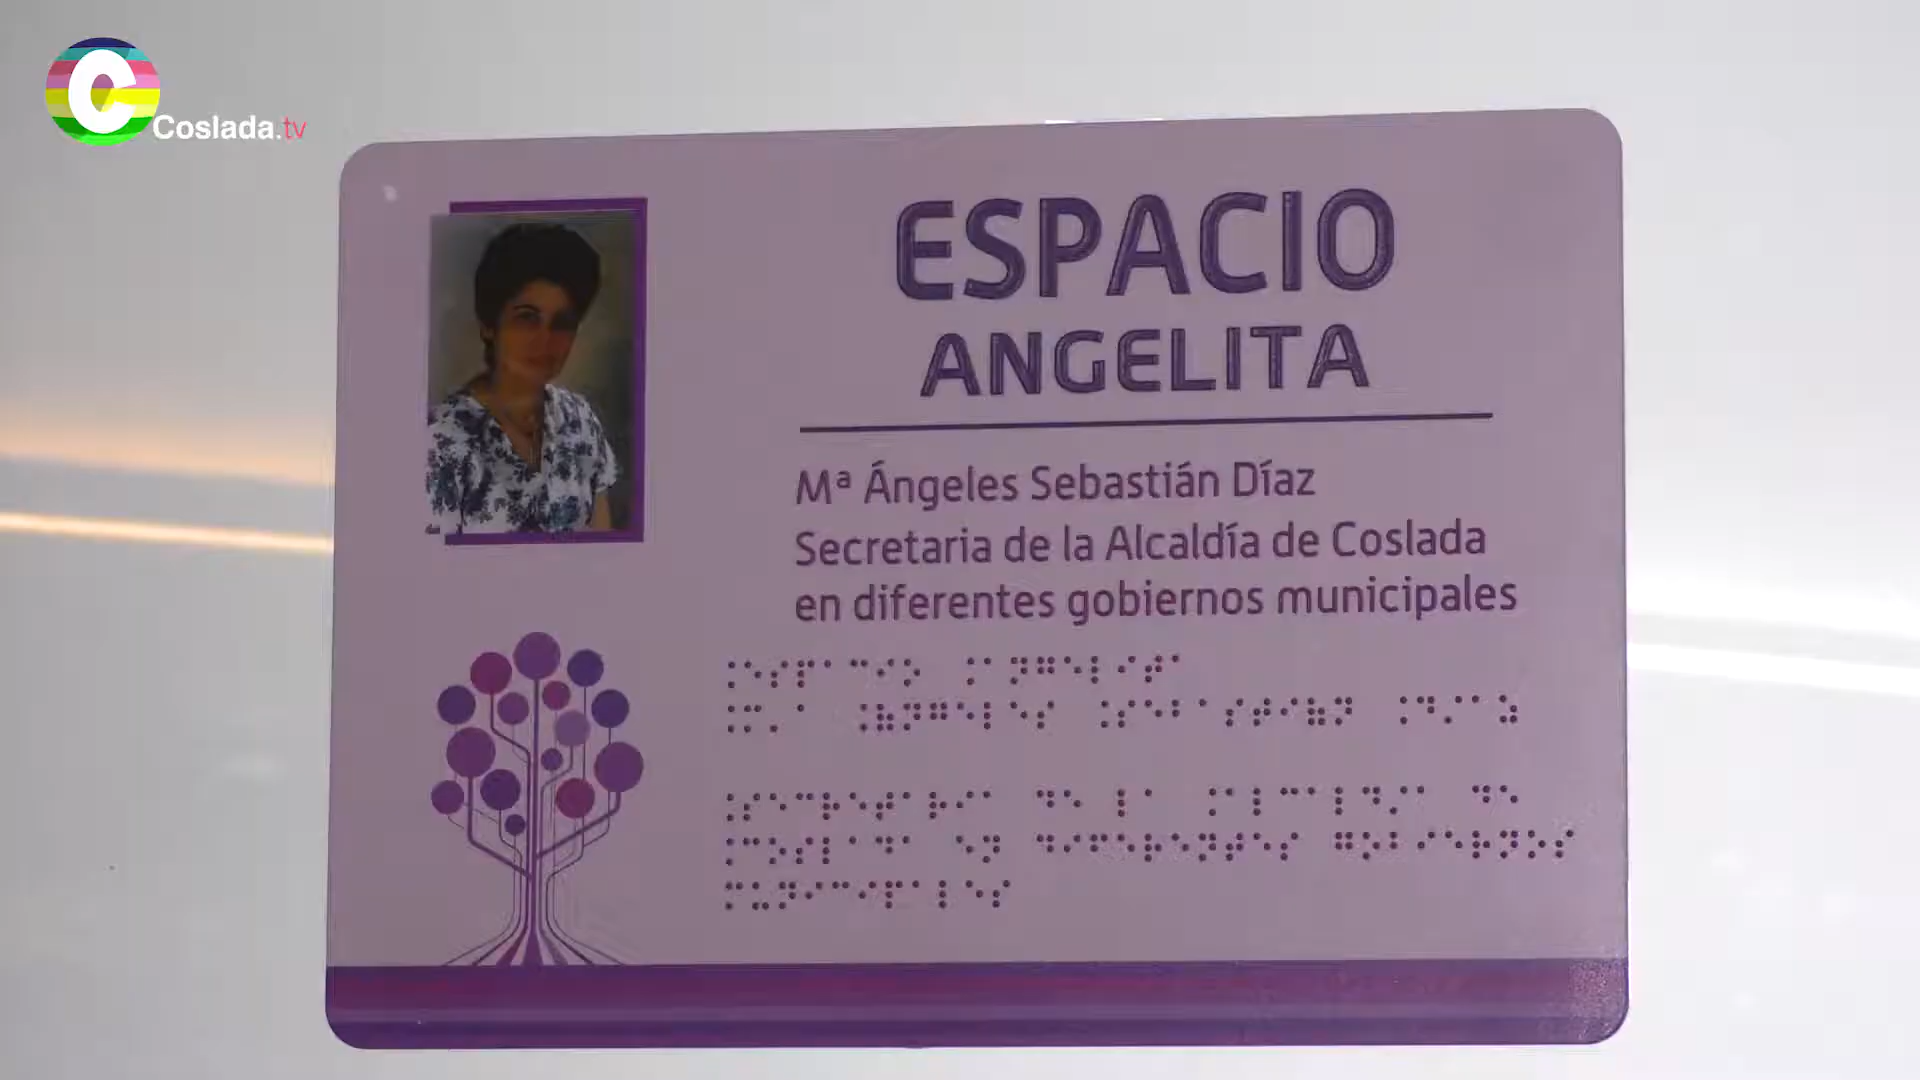 Coslada.tv
ESPACIO
ANGELITA
Mª Ángeles Sebastián Díaz
Secretaria de la Alcaldía de Coslada
en diferentes gobiernos municipales